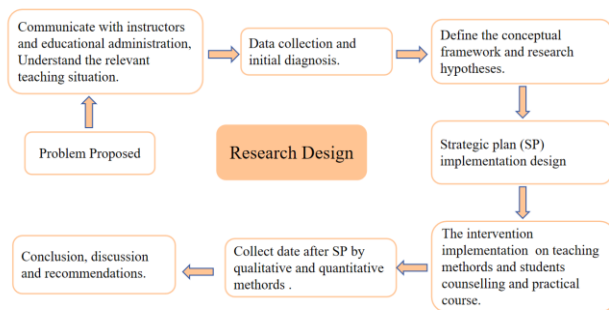 Communicate with instructors
and educational administration,
Understand the relevant
teaching situation.
Data collection and
initial diagnosis.
Define the conceptual
framework and research
hypotheses.
Problem Proposed
Research Design
Strategic plan (SP)
implementation design
Conclusion, discussion
and recommendations.
Collect date after SP by
qualitative and quantitative
methords .
The intervention
implementation on teaching
methords and students
counselling and practical
course.